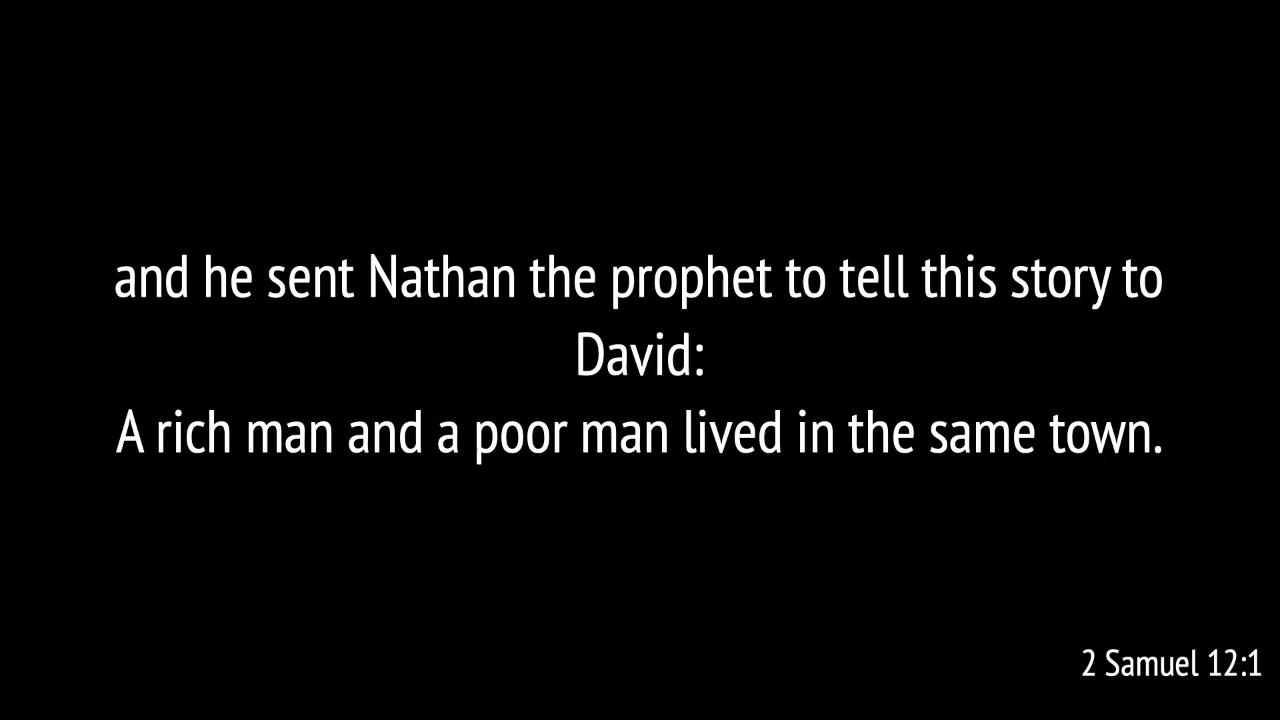 and he sent Nathan the prophet to tell this story to
David:
A rich man and a poor man lived in the same town.
2 Samuel 12:1